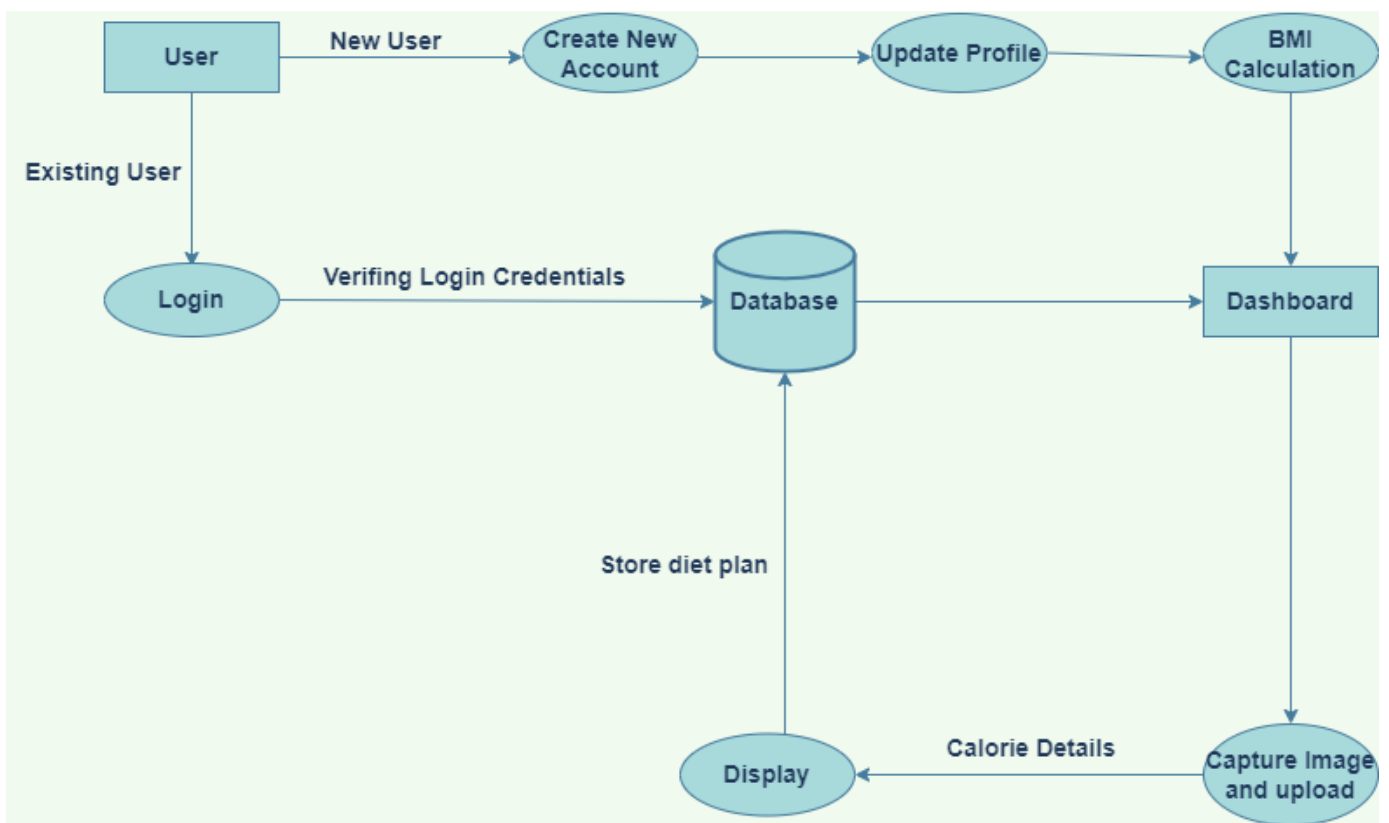 User
New User
Create New
Account
Update Profile
BMI
Calculation
Existing User
Login
Verifing Login Credentials
Database
Dashboard
Store diet plan
Display
Calorie Details
Capture Image
and upload